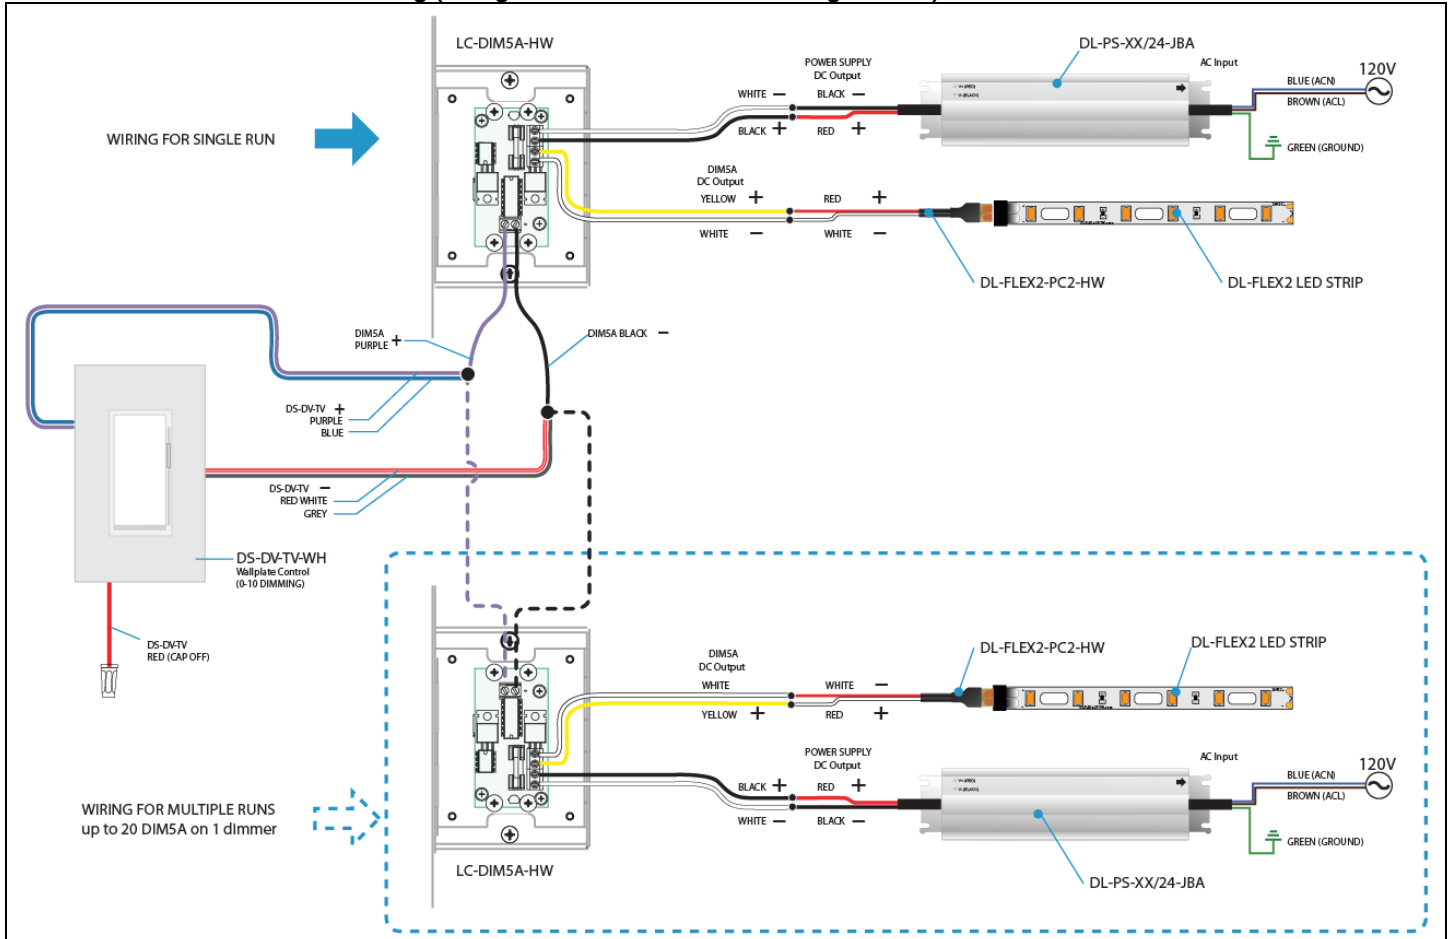 LC-DIM5A-HW
DL-PS-XX/24-JBA
POWER SUPPLY
DC Output
AC Input
120V
WHITE − BLACK −
BLUE (ACN)
BROWN (ACL)
BLACK + RED +
GREEN (GROUND)
WIRING FOR SINGLE RUN
DIM5A
DC Output
YELLOW + RED +
WHITE − WHITE −
DL-FLEX2-PC2-HW
DL-FLEX2 LED STRIP
DIM5A
PURPLE +
DIM5A BLACK −
DS-DV-TV +
PURPLE
BLUE
DS-DV-TV −
RED WHITE
GREY
DS-DV-TV-WH
Wallplate Control
(0-10 DIMMING)
DS-DV-TV
RED (CAP OFF)
DIM5A
DC Output
WHITE WHITE −
YELLOW + RED +
DL-FLEX2-PC2-HW
DL-FLEX2 LED STRIP
POWER SUPPLY
DC Output
AC Input
120V
BLACK + RED +
WHITE − BLACK −
BLUE (ACN)
BROWN (ACL)
GREEN (GROUND)
WIRING FOR MULTIPLE RUNS
up to 20 DIM5A on 1 dimmer
LC-DIM5A-HW
DL-PS-XX/24-JBA